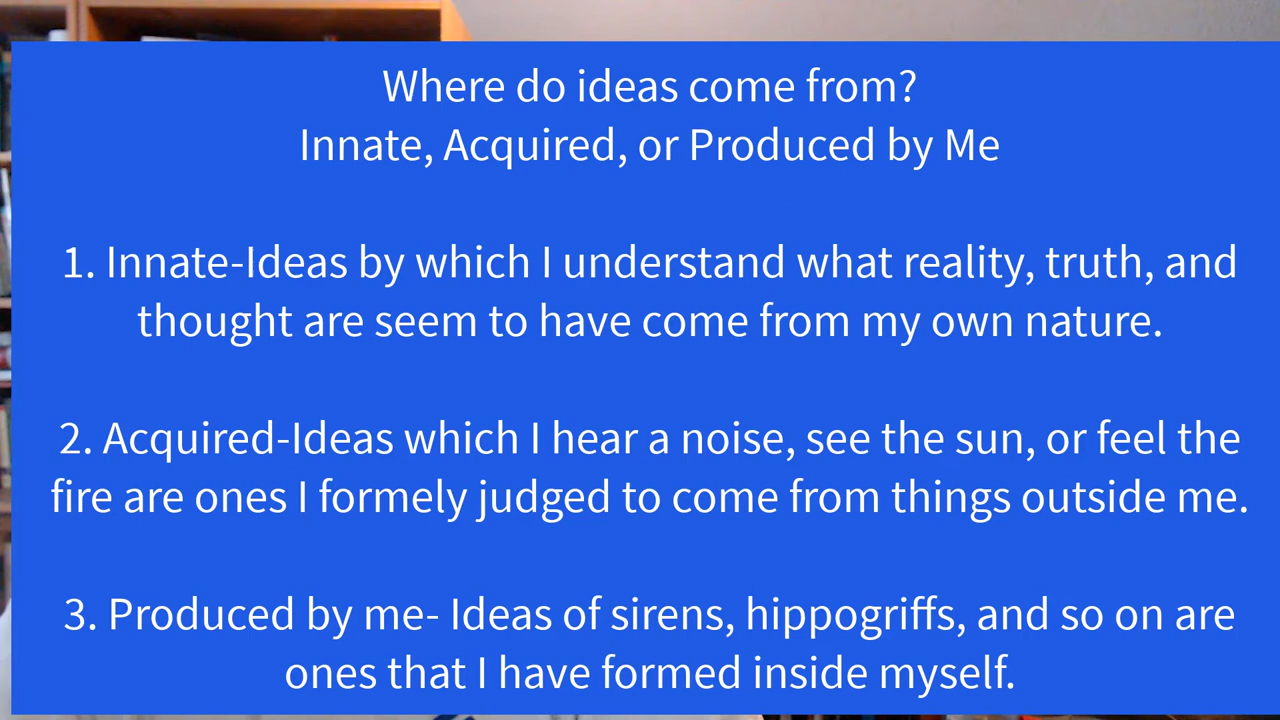 Where do ideas come from?
Innate, Acquired, or Produced by Me
1. Innate-Ideas by which I understand what reality, truth, and
thought are seem to have come from my own nature.
2. Acquired-Ideas which I hear a noise, see the sun, or feel the
fire are ones I formely judged to come from things outside me.
3. Produced by me- Ideas of sirens, hippogriffs, and so on are
ones that I have formed inside myself.